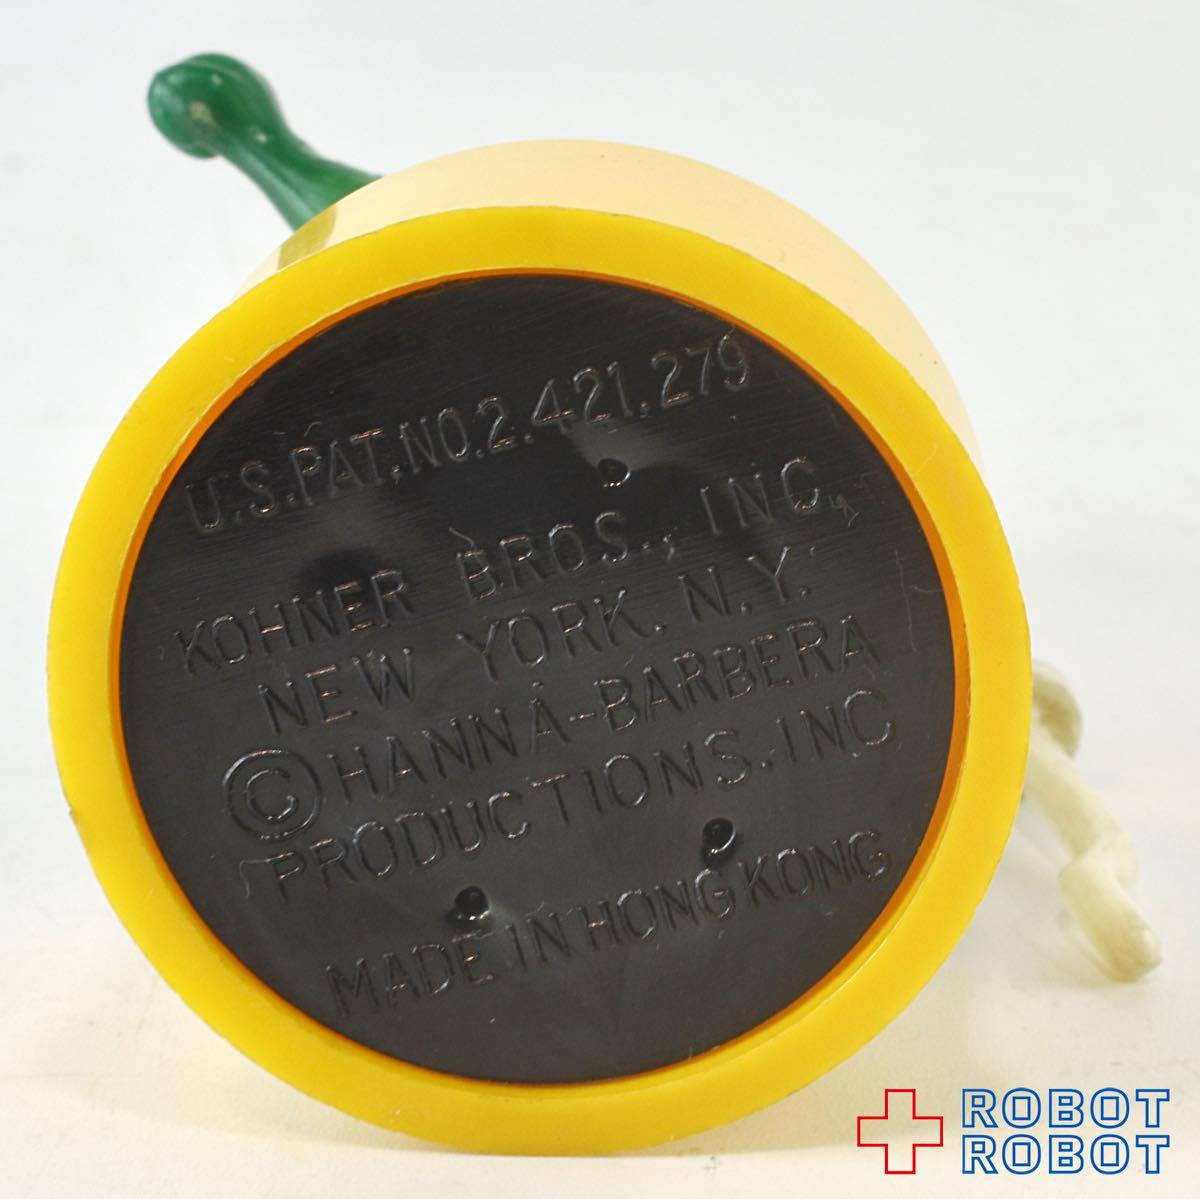 U.S.PAT.NO.2.421.279
KOHNER BROS., INC.
NEW YORK. N.Y.
©HANNA-BARBERA
PRODUCTIONS.INC
MADE IN HONG KONG
ROBOT
ROBOT